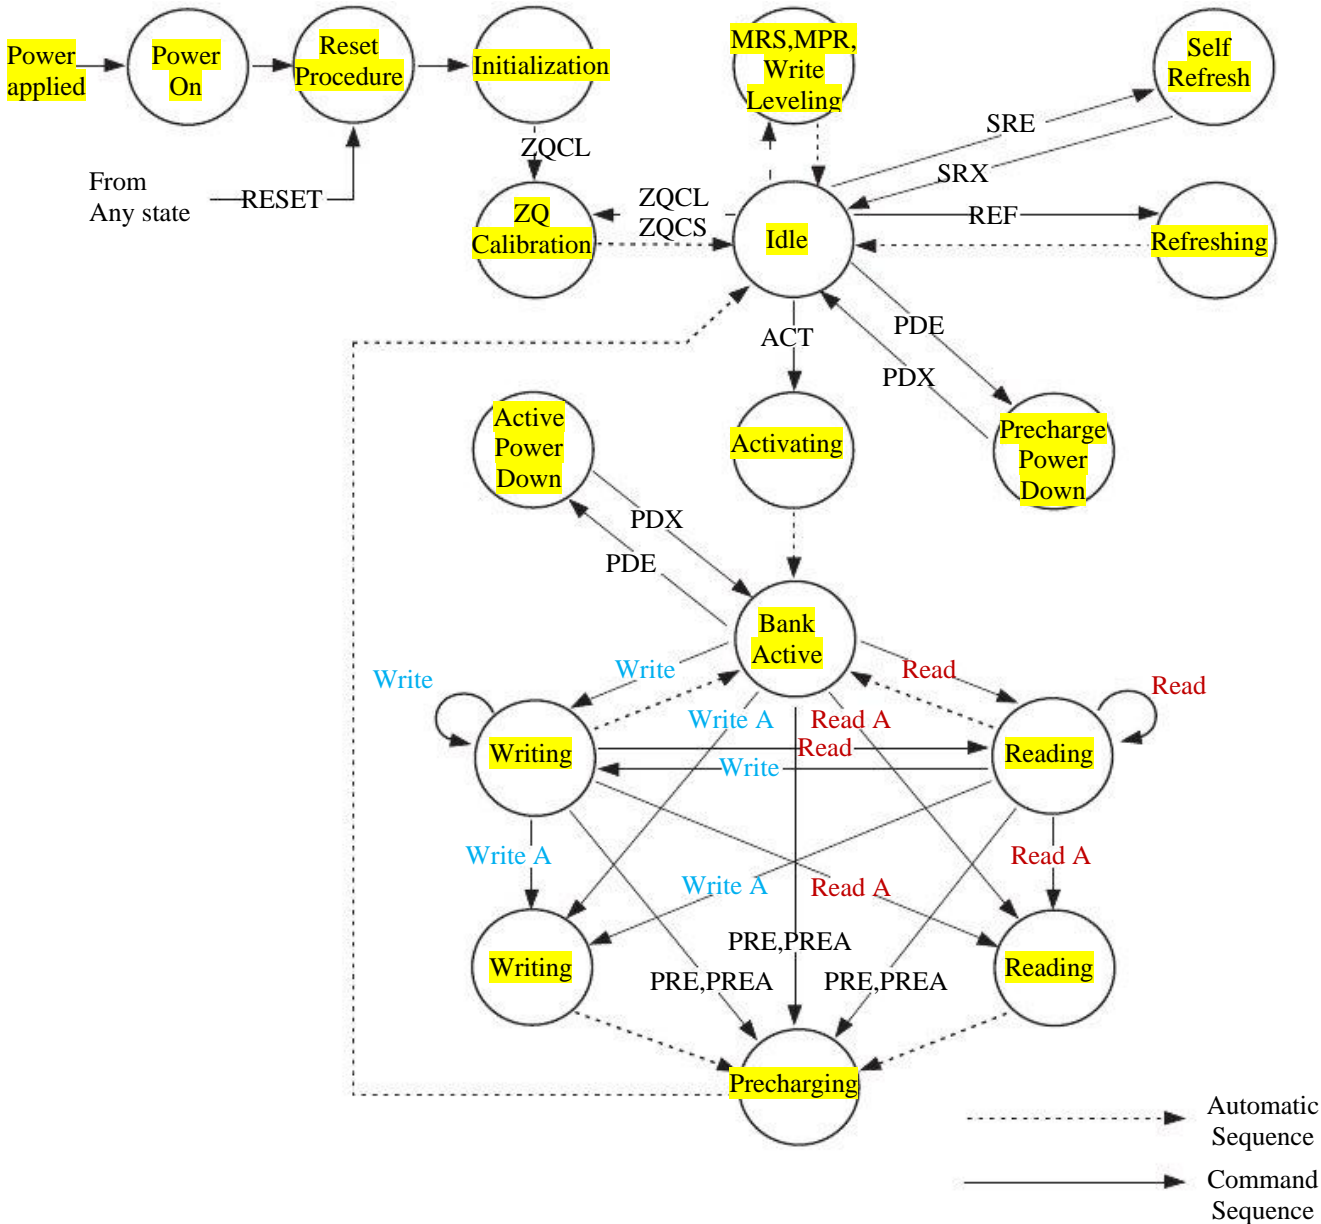 Power
applied
Power
On
Reset
Procedure
Initialization
MRS,MPR,
Write
Leveling
Self
Refresh
From
Any state
RESET
ZQCL
SRE
SRX
ZQ
Calibration
ZQCL
ZQCS
Idle
REF
Refreshing
ACT
PDE
PDX
Active
Power
Down
Activating
Precharge
Power
Down
PDX
PDE
Bank
Active
Write
Write
Read
Read
Write A
Read A
Writing
Read
Write
Reading
Write A
Write A
Read A
Read A
Writing
PRE,PREA
PRE,PREA
PRE,PREA
Reading
Precharging
Automatic
Sequence
Command
Sequence